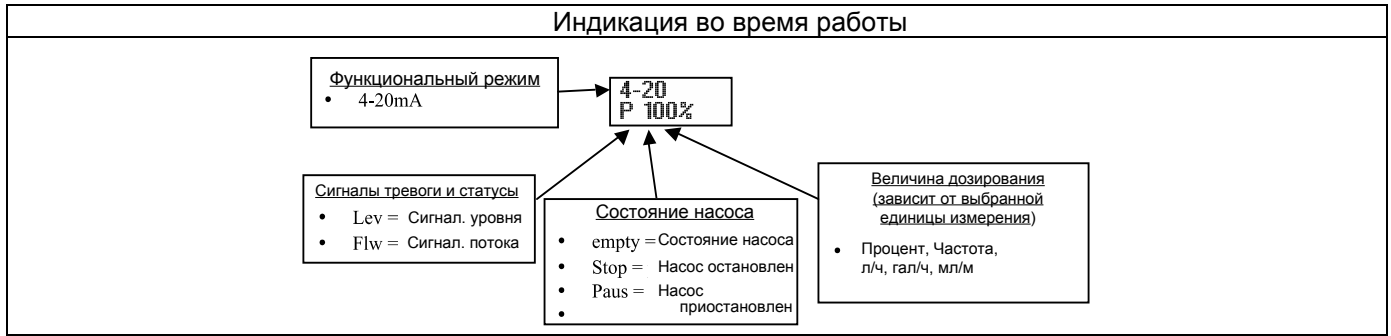 Индикация во время работы
Функциональный режим
• 4-20mA
4-20
P 100%
Сигналы тревоги и статусы
• Lev = Сигнал. уровня
• Flw = Сигнал. потока
Состояние насоса
• empty = Состояние насоса
• Stop = Насос остановлен
• Paus = Насос
приостановлен
•
Величина дозирования
(зависит от выбранной
единицы измерения)
• Процент, Частота,
л/ч, гал/ч, мл/м